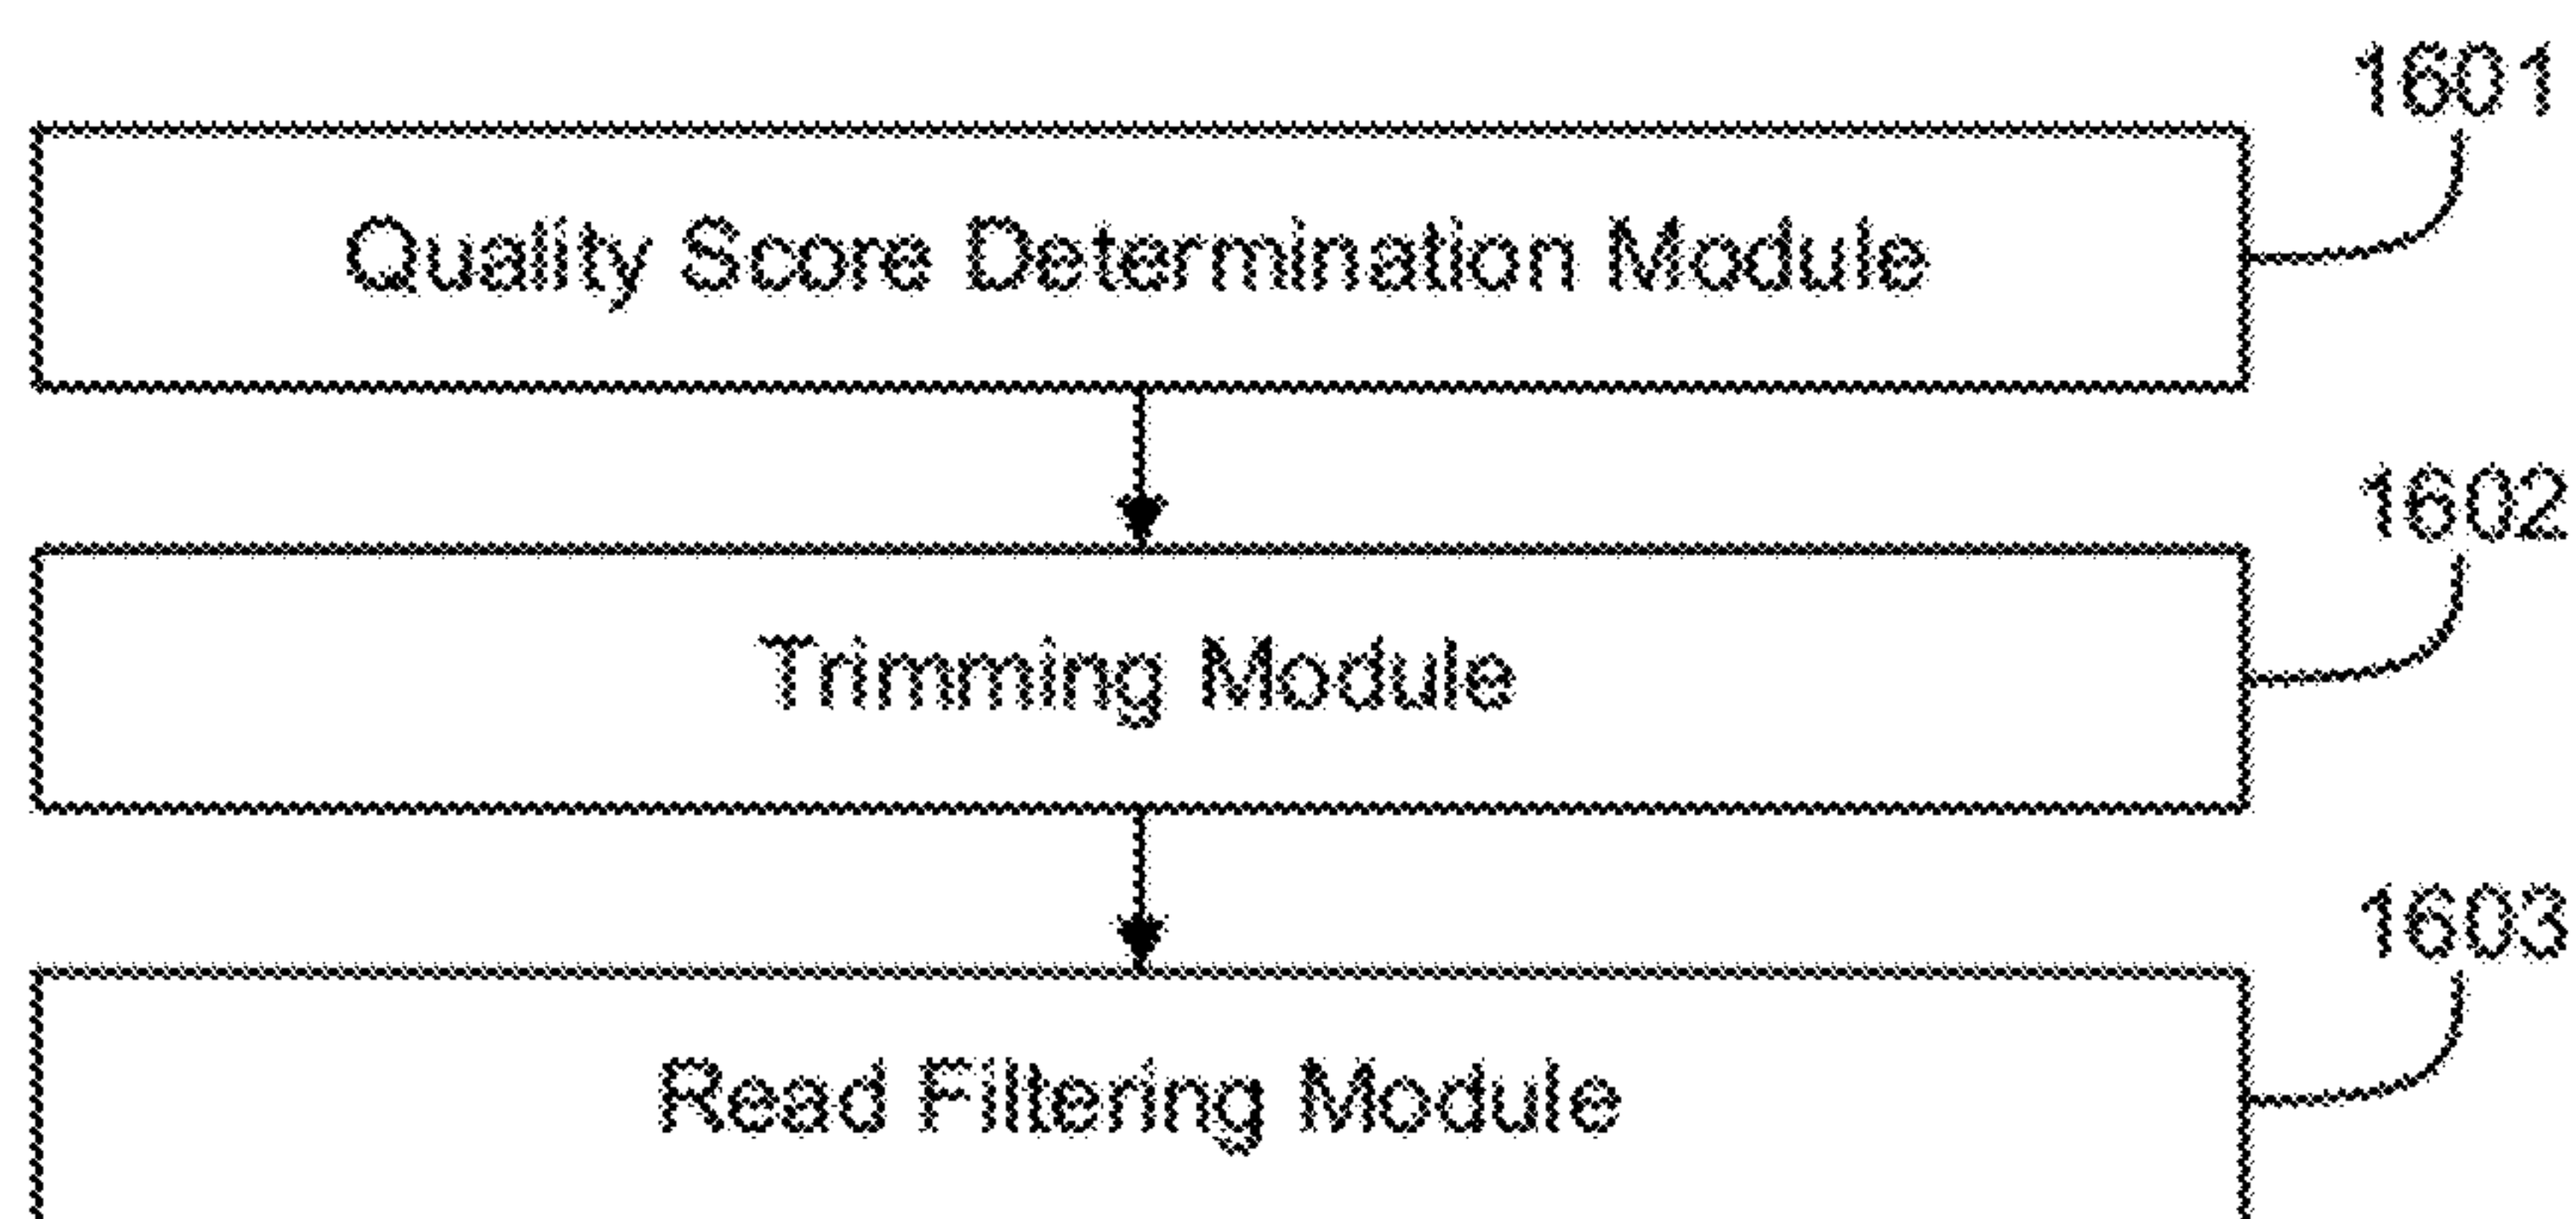 1601
Quality Score Determination Module
1602
Trimming Module
1603
Read Filtering Module